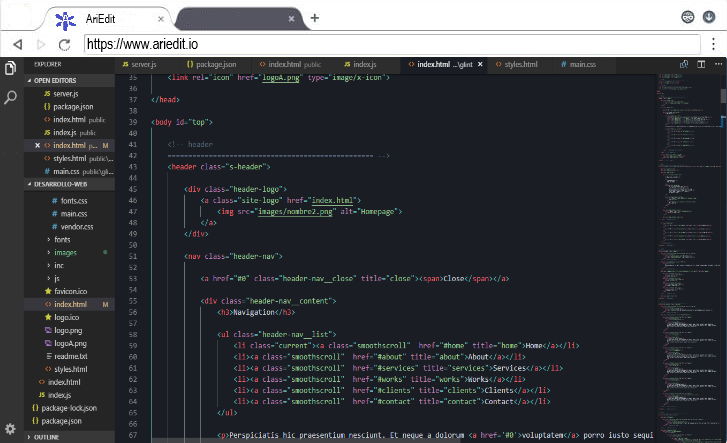 AriEdit
https://www.ariedit.io
EXPLORER
server.js
package.json
index.html public
index.js
index.html ...\glint
styles.html
main.css
OPEN EDITORS
server.js
package.json
index.html public
index.js public
index.html p... M
styles.html public\...
main.css public\gli...
DESARROLLO-WEB
fonts.css
main.css
vendor.css
fonts
images
inc
js
favicon.ico
index.html M
logo.ico
logo.png
logoA.png
readme.txt
styles.html
index.html
index.js
package-lock.json
package.json
OUTLINE
35 <link rel="icon" href="logoA.png" type="image/x-icon">
36
37 </head>
38
39 <body id="top">
40
41 <!-- header
42 ================================================== -->
43 <header class="s-header">
44
45 <div class="header-logo">
46 <a class="site-logo" href="index.html">
47 <img src="images/nombre2.png" alt="Homepage">
48 </a>
49 </div>
50
51 <nav class="header-nav">
52
53 <a href="#0" class="header-nav__close" title="close"><span>Close</span></a>
54
55 <div class="header-nav__content">
56 <h3>Navigation</h3>
57
58 <ul class="header-nav__list">
59 <li class="current"><a class="smoothscroll" href="#home" title="home">Home</a></li>
60 <li><a class="smoothscroll" href="#about" title="about">About</a></li>
61 <li><a class="smoothscroll" href="#services" title="services">Services</a></li>
62 <li><a class="smoothscroll" href="#works" title="works">Works</a></li>
63 <li><a class="smoothscroll" href="#clients" title="clients">Clients</a></li>
64 <li><a class="smoothscroll" href="#contact" title="contact">Contact</a></li>
65 </ul>
66
67 <p>Perspiciatis hic praesentium nesciunt. Et neque a dolorum <a href='#0'>voluptatem</a> porro iusto sequi